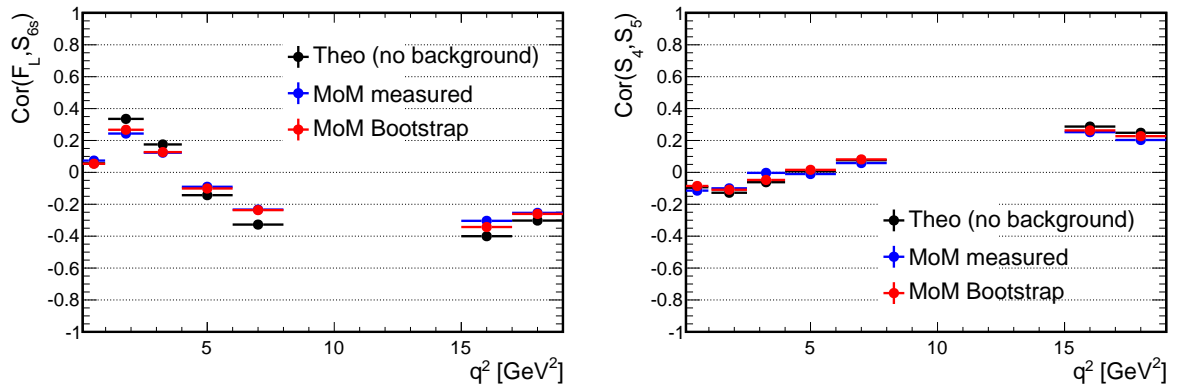 Cor(F_L, S_6s)
1
0.8
0.6
0.4
0.2
0
-0.2
-0.4
-0.6
-0.8
-1
Theo (no background)
MoM measured
MoM Bootstrap
5
10
15
q² [GeV²]
Cor(S_4, S_5)
1
0.8
0.6
0.4
0.2
0
-0.2
-0.4
-0.6
-0.8
-1
Theo (no background)
MoM measured
MoM Bootstrap
5
10
15
q² [GeV²]